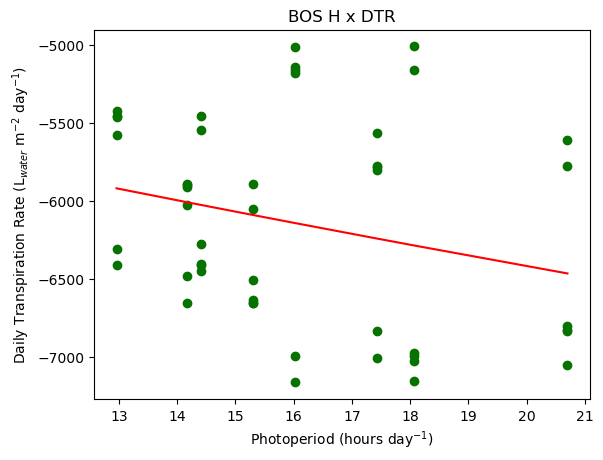 BOS H x DTR
Daily Transpiration Rate (L_water m⁻² day⁻¹)
−5000
−5500
−6000
−6500
−7000
13 14 15 16 17 18 19 20 21
Photoperiod (hours day⁻¹)